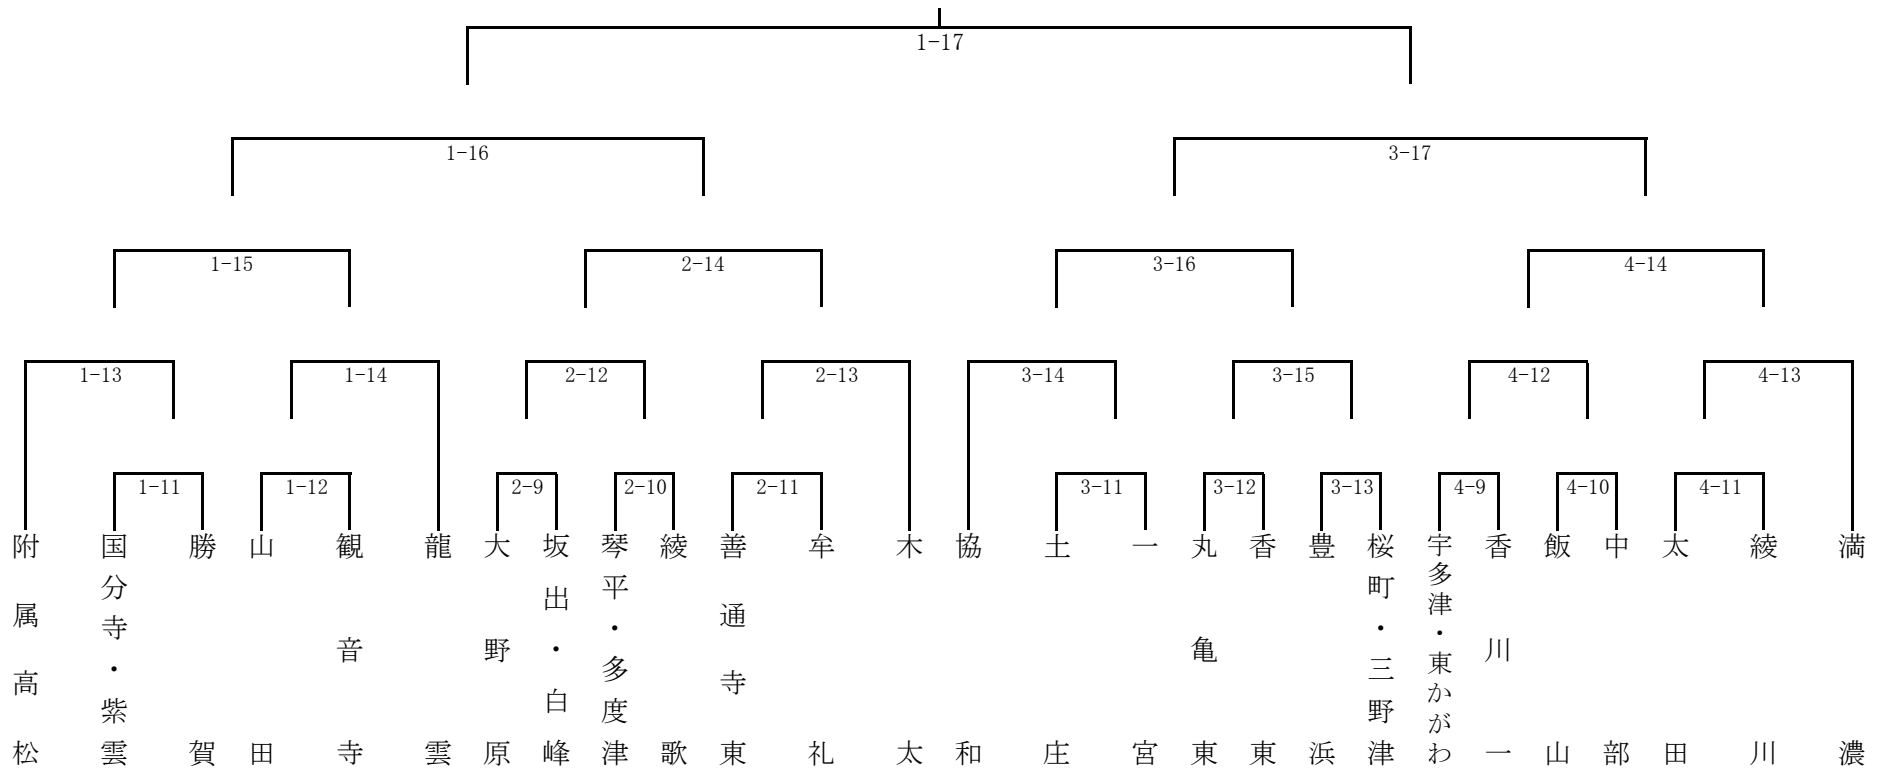 1-17
1-16
3-17
1-15
2-14
3-16
4-14
1-13
1-14
2-12
2-13
3-14
3-15
4-12
4-13
1-11
1-12
2-9
2-10
2-11
3-11
3-12
3-13
4-9
4-10
4-11
附属高松
国分寺・紫雲
勝賀
山田
観音寺
龍雲
大野原
坂出・白峰
琴平・多度津
綾歌
善通寺東
牟礼
木太
協和
土庄
一宮
丸亀東
香東
豊浜
桜町・三野津
宇多津・東かがわ
香川一
飯山
中部
太田
綾川
満濃